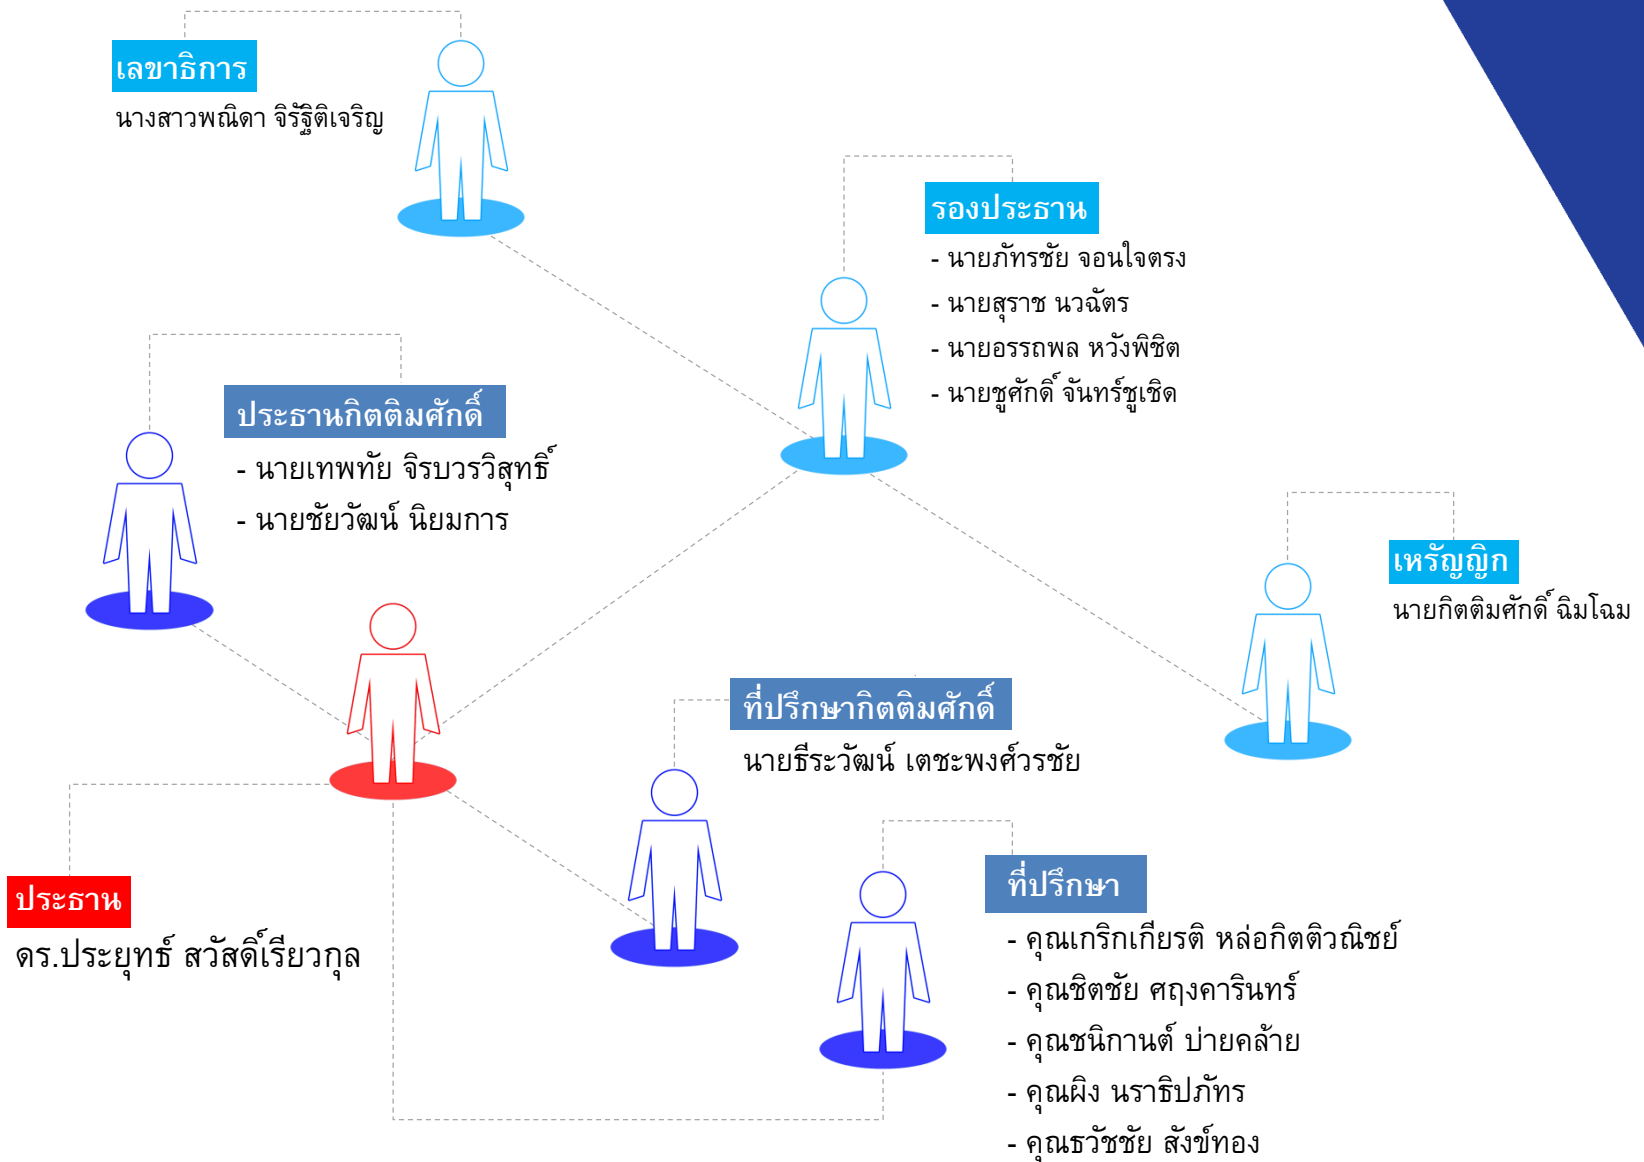 เลขาธิการ
นางสาวพณิดา จิรัฐิติเจริญ
รองประธาน
- นายภัทรชัย จอนใจตรง
- นายสุราช นวฉัตร
- นายอรรถพล หวังพิชิต
- นายชูศักดิ์ จันทร์ชูเชิด
ประธานกิตติมศักดิ์
- นายเทพทัย จิรบวรวิสุทธิ์
- นายชัยวัฒน์ นิยมการ
เหรัญญิก
นายกิตติมศักดิ์ ฉิมโฉม
ที่ปรึกษากิตติมศักดิ์
นายธีระวัฒน์ เตชะพงศ์วรชัย
ประธาน
ดร.ประยุทธ์ สวัสดิ์เรียวกุล
ที่ปรึกษา
- คุณเกริกเกียรติ หล่อกิตติวณิชย์
- คุณชิตชัย ศฤงคารินทร์
- คุณชนิกานต์ บ่ายคล้าย
- คุณผิง นราธิปภัทร
- คุณธวัชชัย สังข์ทอง